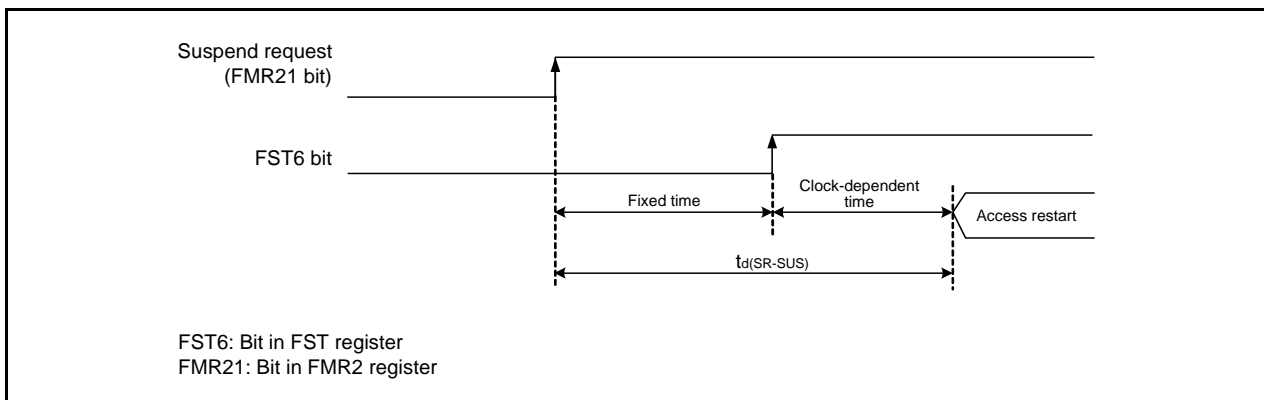 Suspend request
(FMR21 bit)
FST6 bit
Fixed time
Clock-dependent
time
Access restart
td(SR-SUS)
FST6: Bit in FST register
FMR21: Bit in FMR2 register